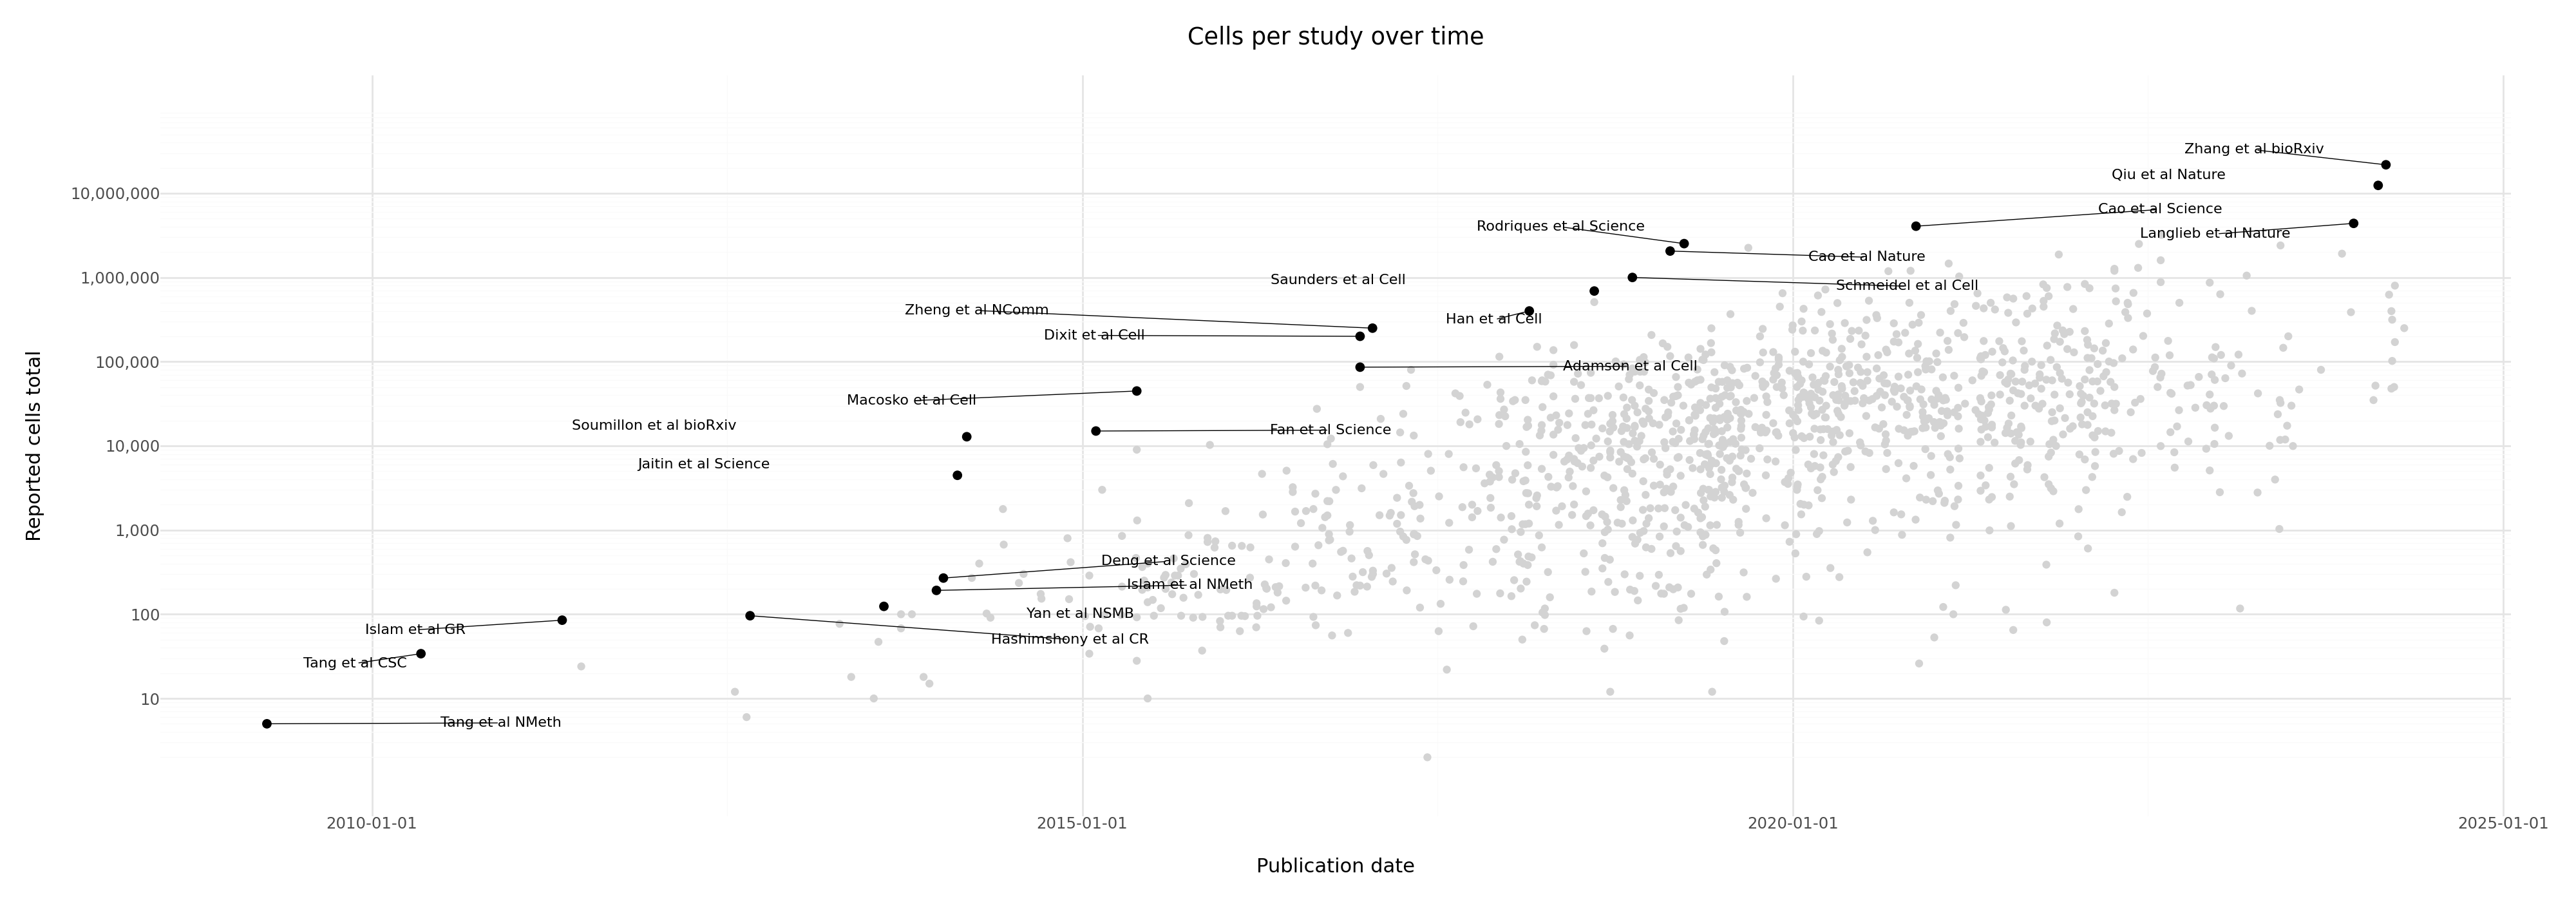 Cells per study over time
Zhang et al bioRxiv
Qiu et al Nature
10,000,000
Cao et al Science
Rodriques et al Science
Langlieb et al Nature
Cao et al Nature
1,000,000
Saunders et al Cell
Schmeidel et al Cell
Zheng et al NComm
Han et al Cell
Dixit et al Cell
100,000
Adamson et al Cell
Macosko et al Cell
Soumillon et al bioRxiv
Fan et al Science
10,000
Jaitin et al Science
Reported cells total
1,000
Deng et al Science
Islam et al NMeth
100
Yan et al NSMB
Islam et al GR
Hashimshony et al CR
Tang et al CSC
10
Tang et al NMeth
2010-01-01
2015-01-01
2020-01-01
2025-01-01
Publication date